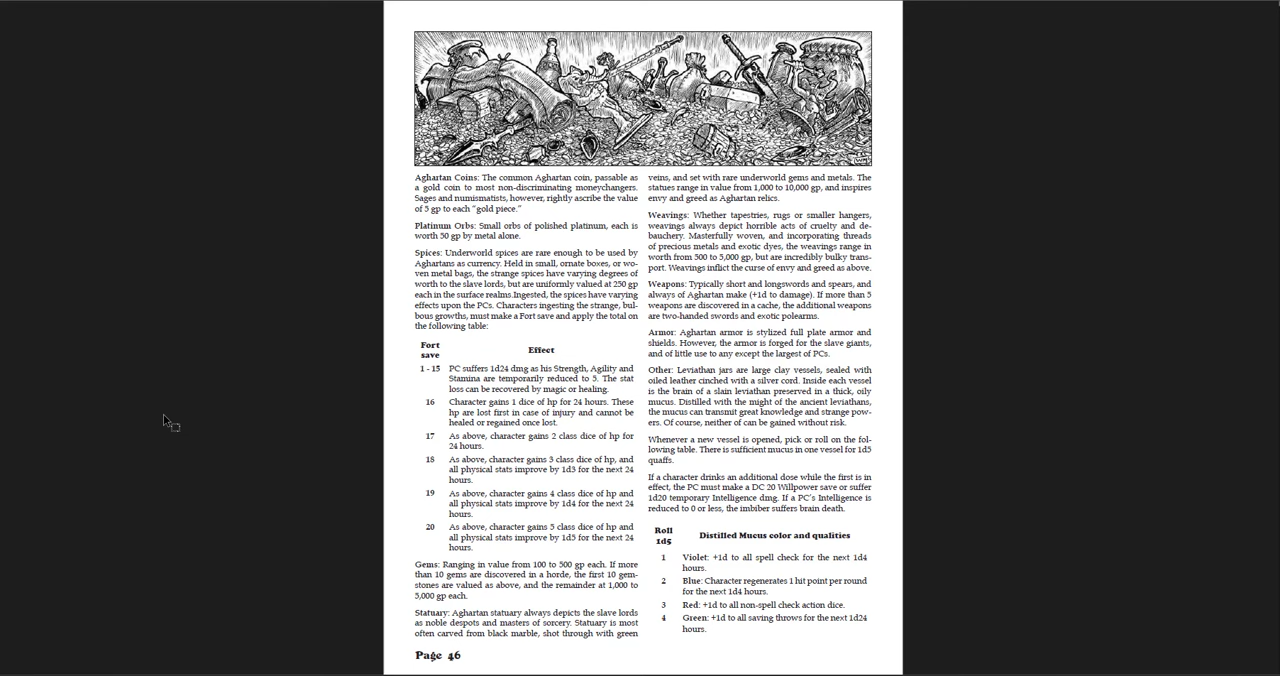 Aghartan Coins: The common Aghartan coin, passable as
a gold coin to most non-discriminating moneychangers.
Sages and numismatists, however, rightly ascribe the value
of 5 gp to each “gold piece.”
Platinum Orbs: Small orbs of polished platinum, each is
worth 50 gp by metal alone.
Spices: Underworld spices are rare enough to be used by
Aghartans as currency. Held in small, ornate boxes, or wo-
ven metal bags, the strange spices have varying degrees of
worth to the slave lords, but are uniformly valued at 250 gp
each in the surface realms.Ingested, the spices have varying
effects upon the PCs. Characters ingesting the strange, bul-
bous growths, must make a Fort save and apply the total on
the following table:
Fort
save
Effect
1 - 15 PC suffers 1d24 dmg as his Strength, Agility and
Stamina are temporarily reduced to 5. The stat
loss can be recovered by magic or healing.
16 Character gains 1 dice of hp for 24 hours. These
hp are lost first in case of injury and cannot be
healed or regained once lost.
17 As above, character gains 2 class dice of hp for
24 hours.
18 As above, character gains 3 class dice of hp, and
all physical stats improve by 1d3 for the next 24
hours.
19 As above, character gains 4 class dice of hp and
all physical stats improve by 1d4 for the next 24
hours.
20 As above, character gains 5 class dice of hp and
all physical stats improve by 1d5 for the next 24
hours.
Gems: Ranging in value from 100 to 500 gp each. If more
than 10 gems are discovered in a horde, the first 10 gem-
stones are valued as above, and the remainder at 1,000 to
5,000 gp each.
Statuary: Aghartan statuary always depicts the slave lords
as noble despots and masters of sorcery. Statuary is most
often carved from black marble, shot through with green
veins, and set with rare underworld gems and metals. The
statues range in value from 1,000 to 10,000 gp, and inspires
envy and greed as Aghartan relics.
Weavings: Whether tapestries, rugs or smaller hangers,
weavings always depict horrible acts of cruelty and de-
bauchery. Masterfully woven, and incorporating threads
of precious metals and exotic dyes, the weavings range in
worth from 500 to 5,000 gp, but are incredibly bulky trans-
port. Weavings inflict the curse of envy and greed as above.
Weapons: Typically short and longswords and spears, and
always of Aghartan make (+1d to damage). If more than 5
weapons are discovered in a cache, the additional weapons
are two-handed swords and exotic polearms.
Armor: Aghartan armor is stylized full plate armor and
shields. However, the armor is forged for the slave giants,
and of little use to any except the largest of PCs.
Other: Leviathan jars are large clay vessels, sealed with
oiled leather cinched with a silver cord. Inside each vessel
is the brain of a slain leviathan preserved in a thick, oily
mucus. Distilled with the might of the ancient leviathans,
the mucus can transmit great knowledge and strange pow-
ers. Of course, neither of can be gained without risk.
Whenever a new vessel is opened, pick or roll on the fol-
lowing table. There is sufficient mucus in one vessel for 1d5
quaffs.
If a character drinks an additional dose while the first is in
effect, the PC must make a DC 20 Willpower save or suffer
1d20 temporary Intelligence dmg. If a PC’s Intelligence is
reduced to 0 or less, the imbiber suffers brain death.
Roll
1d5
Distilled Mucus color and qualities
1 Violet: +1d to all spell check for the next 1d4
hours.
2 Blue: Character regenerates 1 hit point per round
for the next 1d4 hours.
3 Red: +1d to all non-spell check action dice.
4 Green: +1d to all saving throws for the next 1d24
hours.
Page 46